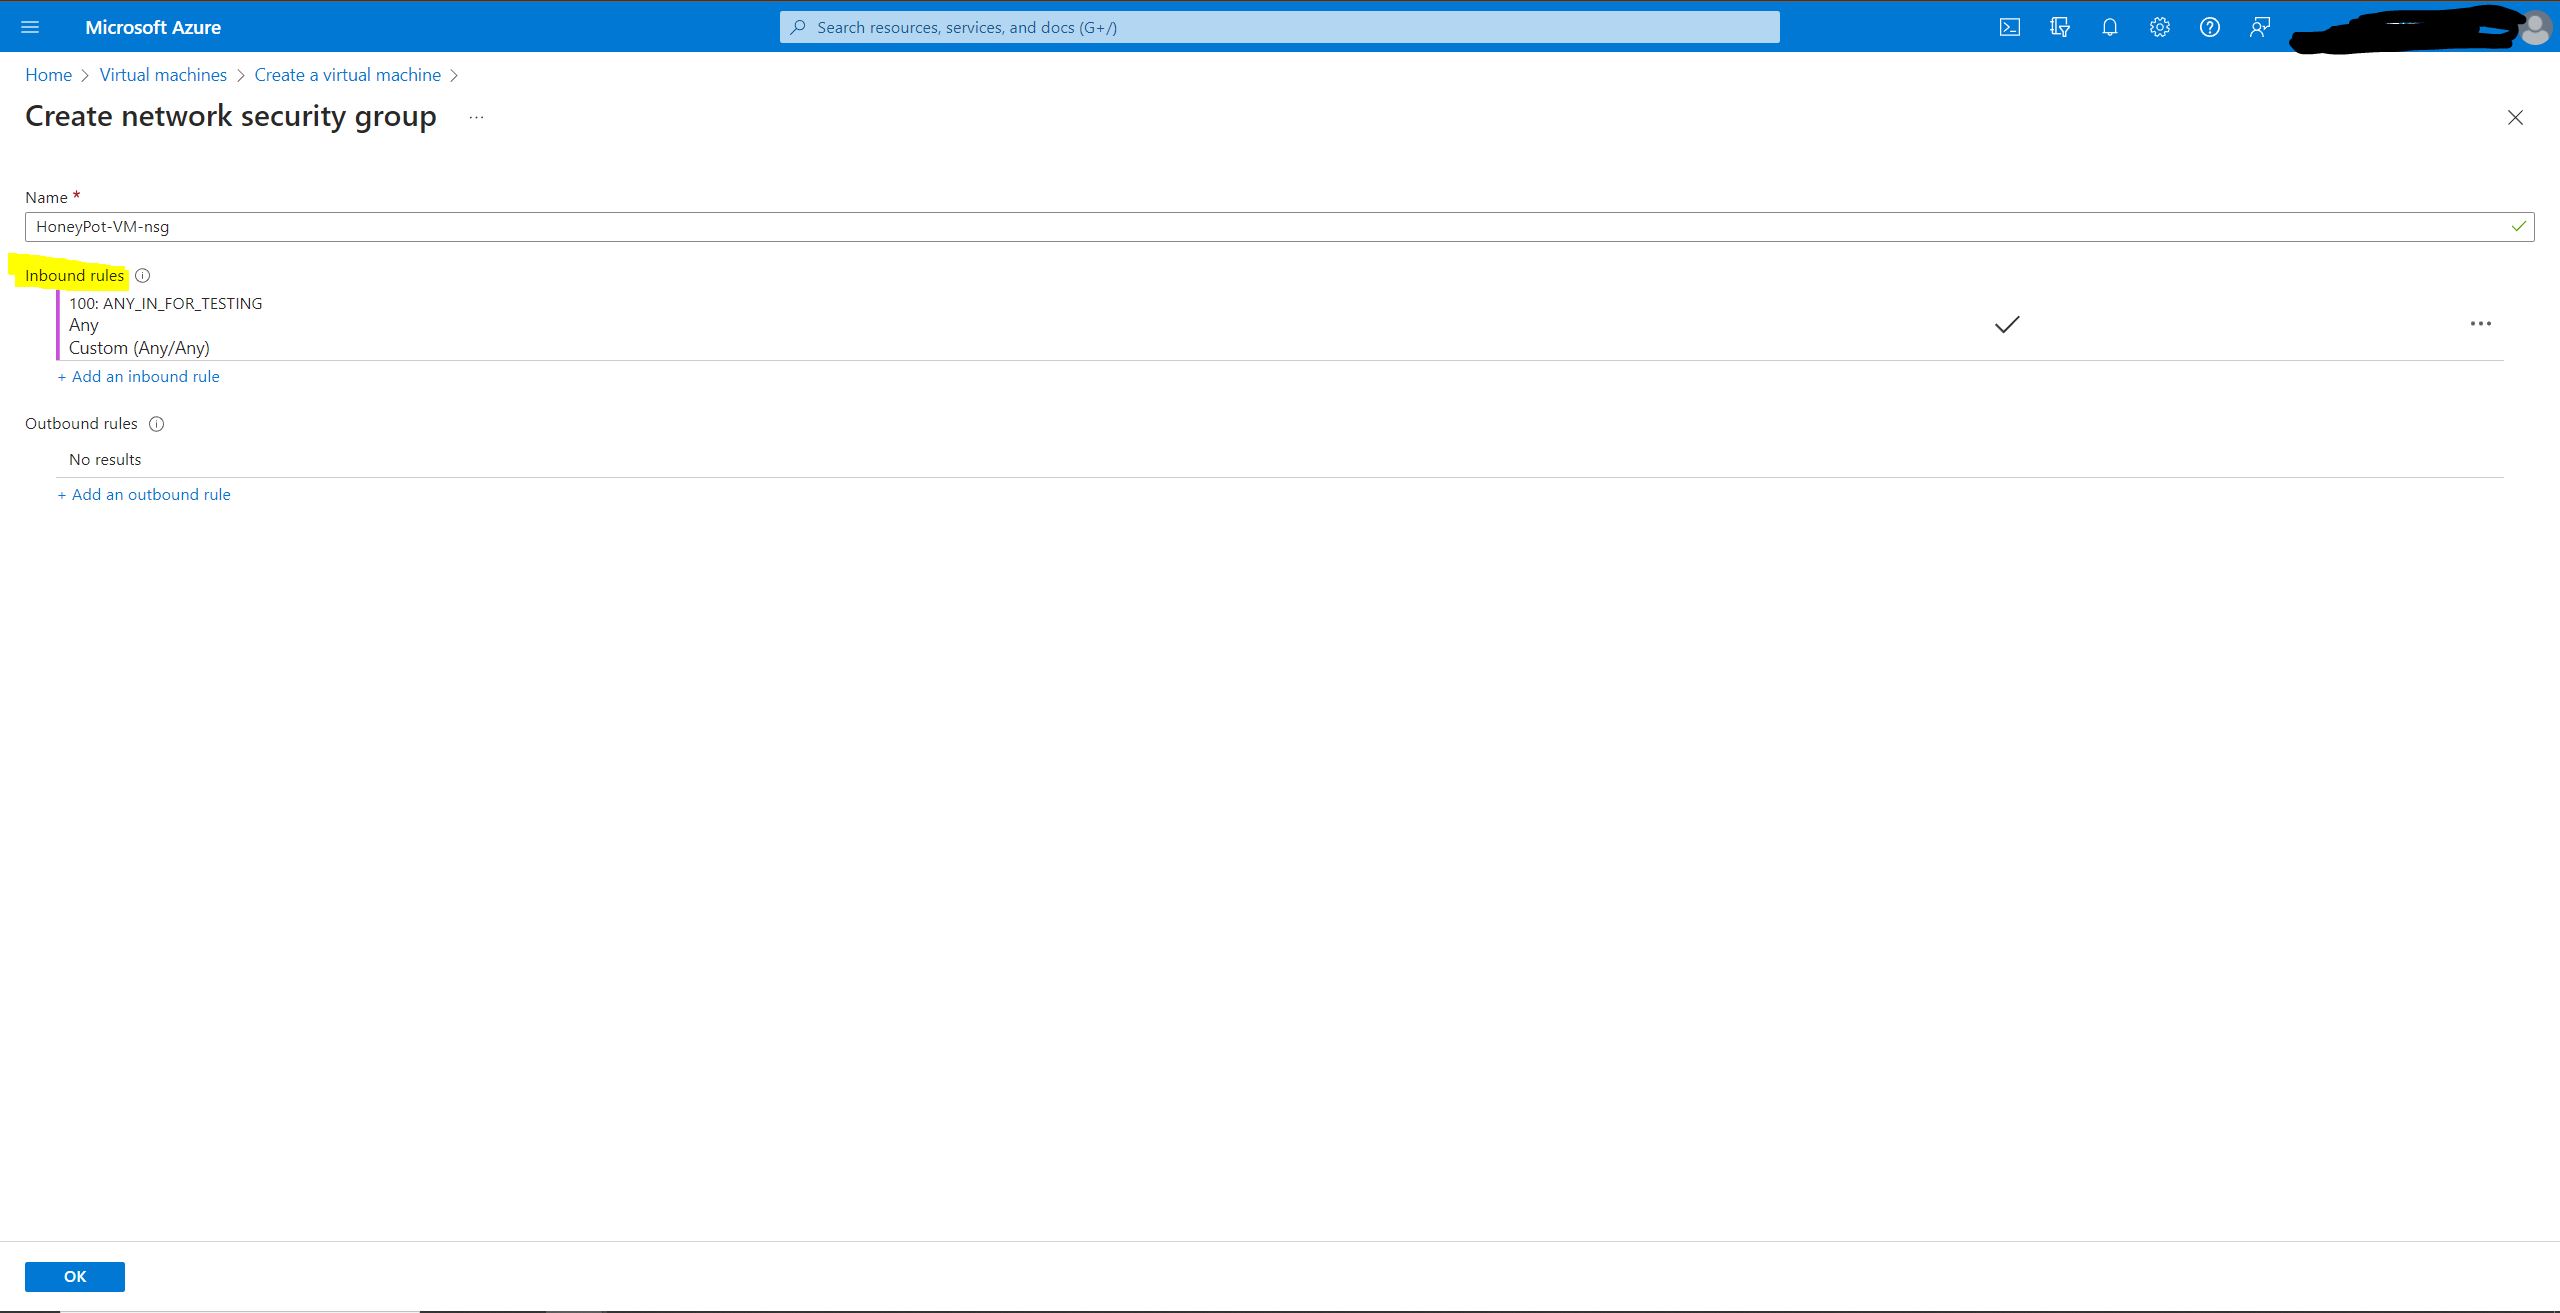 Microsoft Azure
Search resources, services, and docs (G+/)
Home > Virtual machines > Create a virtual machine >
Create network security group ...
Name *
HoneyPot-VM-nsg
Inbound rules
100: ANY_IN_FOR_TESTING
Any
Custom (Any/Any)
+ Add an inbound rule
Outbound rules
No results
+ Add an outbound rule
OK